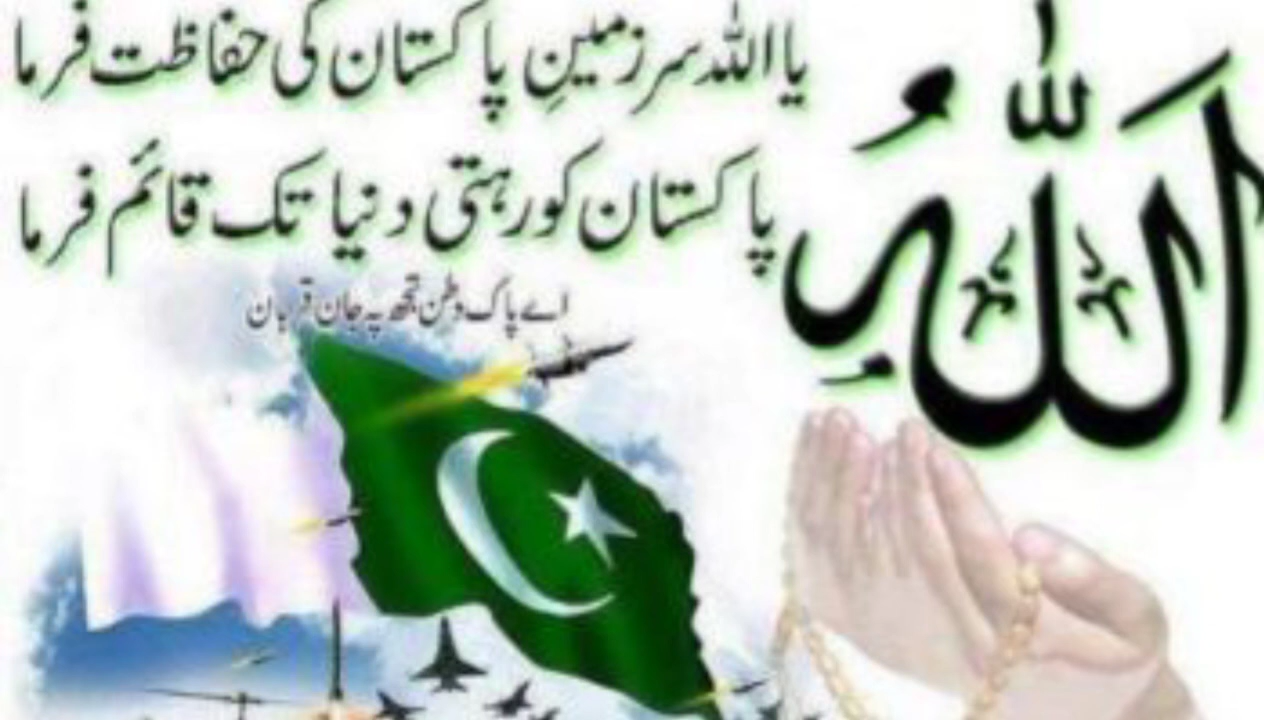 یا اللہ سرزمینِ پاکستان کی حفاظت فرما
پاکستان کو رہتی دنیا تک قائم فرما
اے پاک وطن تجھ پہ جان قربان
اَللّٰهُ